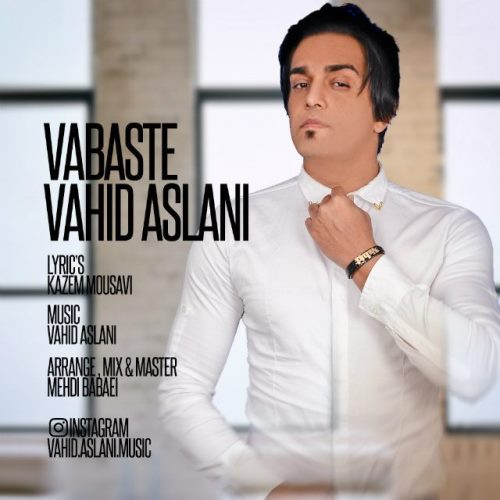 VABASTE
VAHID ASLANI
LYRIC'S
KAZEM MOUSAVI
MUSIC
VAHID ASLANI
ARRANGE , MIX & MASTER
MEHDI BABAEI
INSTAGRAM
VAHID.ASLANI.MUSIC